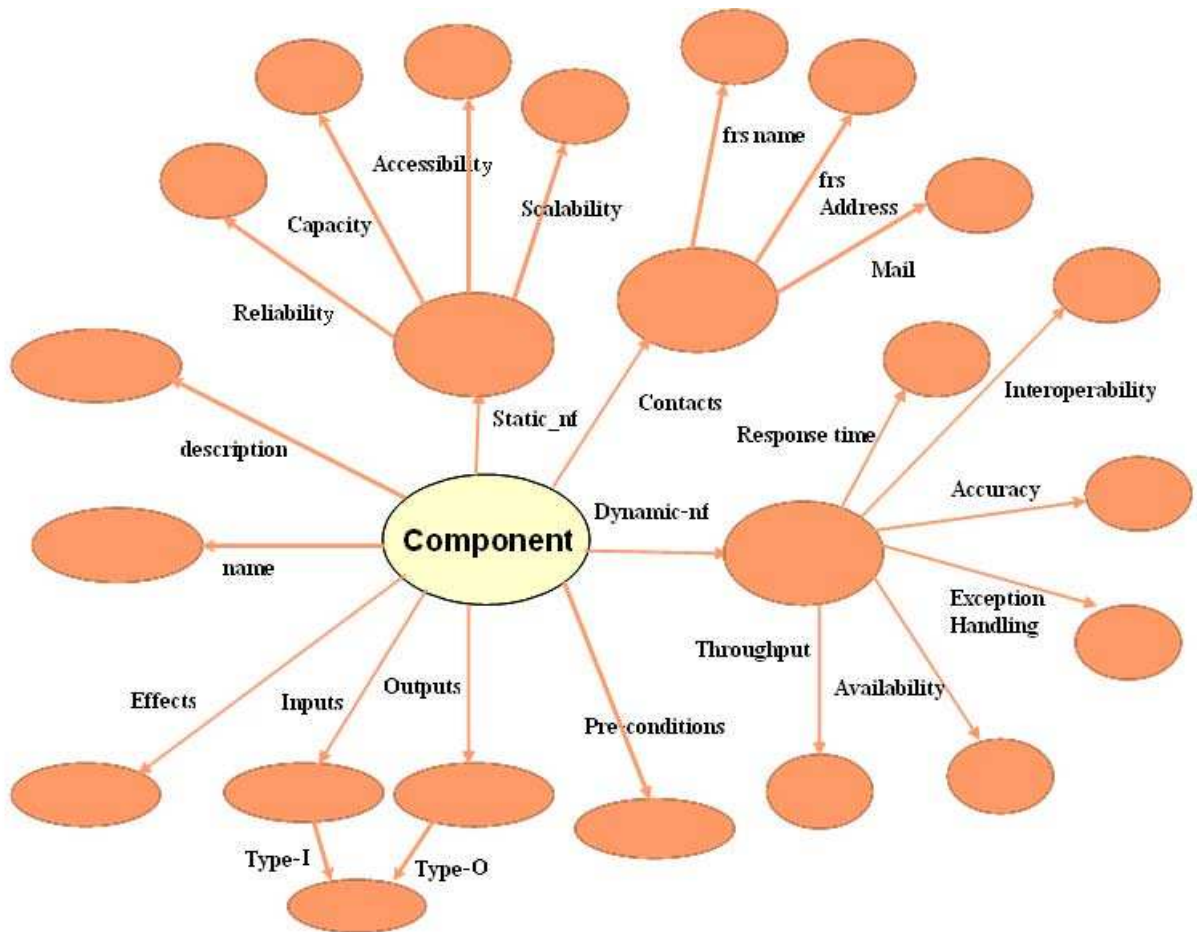 frs name
Accessibility
frs
Address
Scalability
Capacity
Mail
Reliability
Interoperability
Contacts
Static_nf
Response time
description
Accuracy
Dynamic-nf
Component
name
Exception
Handling
Throughput
Availability
Outputs
Effects
Inputs
Pre-conditions
Type-I
Type-O